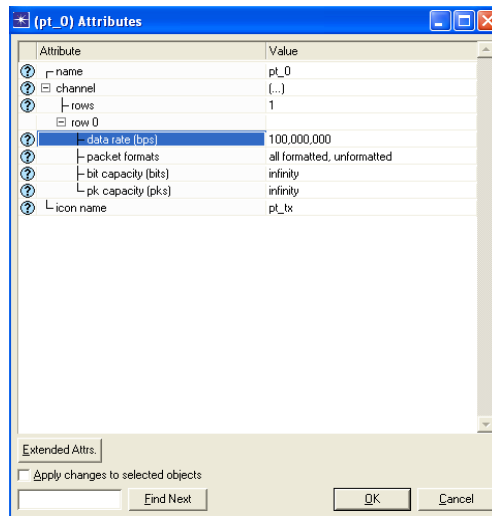 (pt_0) Attributes
Attribute Value
name pt_0
channel (...)
rows 1
row 0
data rate (bps) 100,000,000
packet formats all formatted, unformatted
bit capacity (bits) infinity
pk capacity (pks) infinity
icon name pt_tx
Extended Attrs.
Apply changes to selected objects
Find Next OK Cancel